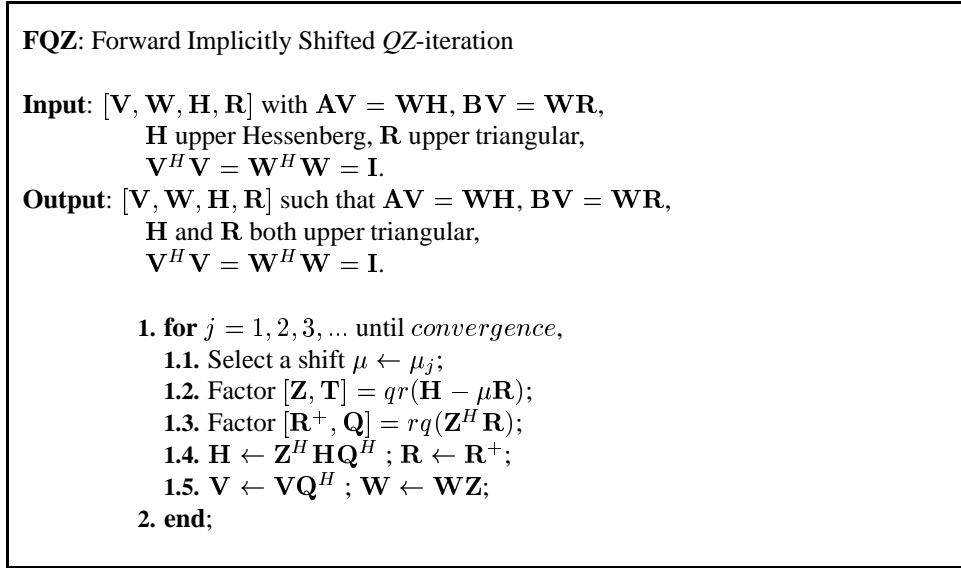 FQZ: Forward Implicitly Shifted QZ-iteration
Input: [V, W, H, R] with AV = WH, BV = WR,
H upper Hessenberg, R upper triangular,
V^H V = W^H W = I.
Output: [V, W, H, R] such that AV = WH, BV = WR,
H and R both upper triangular,
V^H V = W^H W = I.
1. for j = 1, 2, 3, ... until convergence,
1.1. Select a shift μ ← μ_j;
1.2. Factor [Z, T] = qr(H − μR);
1.3. Factor [R^+, Q] = rq(Z^H R);
1.4. H ← Z^H HQ^H ; R ← R^+;
1.5. V ← VQ^H ; W ← WZ;
2. end;